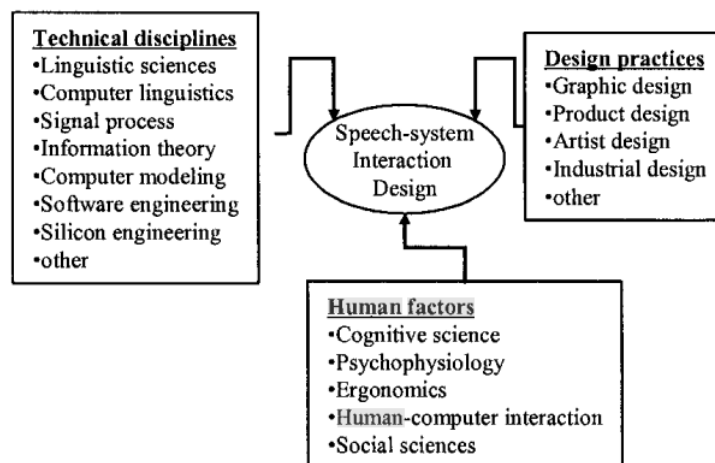 Technical disciplines
•Linguistic sciences
•Computer linguistics
•Signal process
•Information theory
•Computer modeling
•Software engineering
•Silicon engineering
•other
Speech-system
Interaction
Design
Design practices
•Graphic design
•Product design
•Artist design
•Industrial design
•other
Human factors
•Cognitive science
•Psychophysiology
•Ergonomics
•Human-computer interaction
•Social sciences